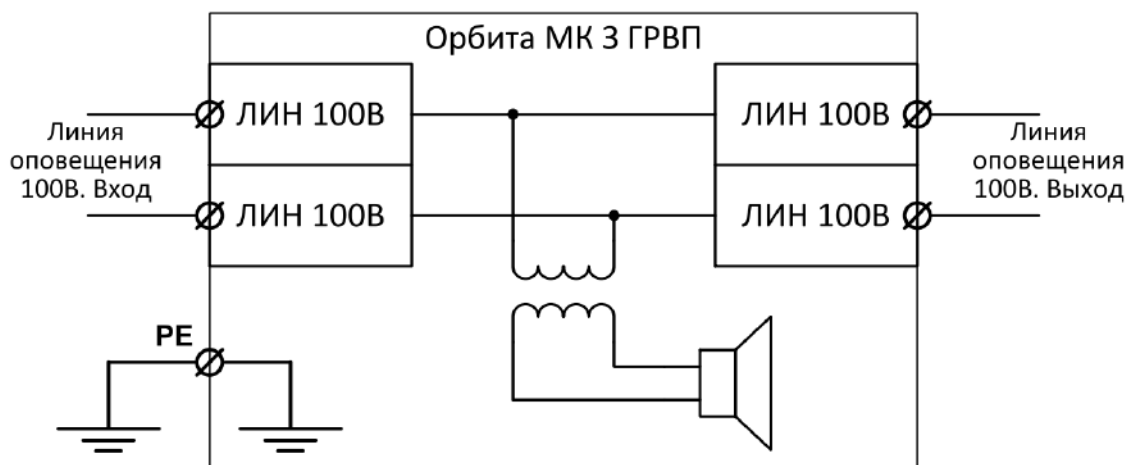 Орбита МК 3 ГРВП
ЛИН 100В
ЛИН 100В
Линия
оповещения
100В. Вход
Линия
оповещения
100В. Выход
ЛИН 100В
ЛИН 100В
PE